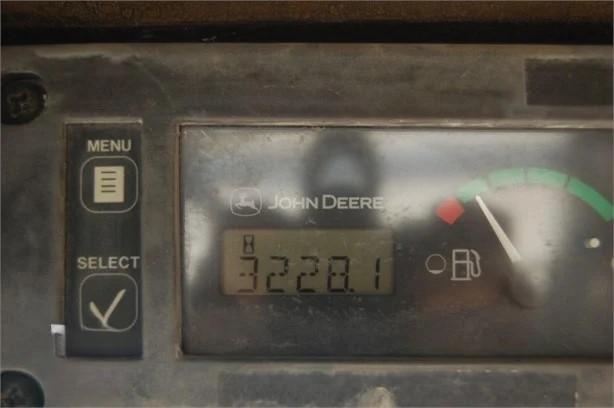 MENU
JOHN DEERE
SELECT
3228.1